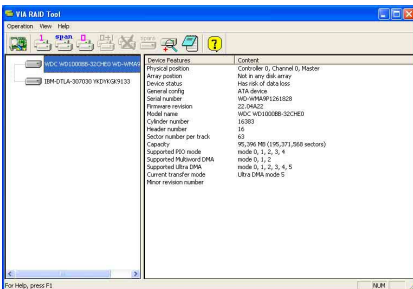 VIA RAID Tool
Operation View Help
WDC WD1000BB-32CHE0 WD-WMA9
IBM-DTLA-307030 YKDYKGK9133
Device Features Content
Physical position Controller 0, Channel 0, Master
Array position Not in any disk array
Device status Has risk of data loss
General config ATA device
Serial number WD-WMA9P1261828
Firmware revision 22.04A22
Model name WDC WD1000BB-32CHE0
Cylinder number 16383
Header number 16
Sector number per track 63
Capacity 95,396 MB (195,371,568 sectors)
Supported PIO mode mode 0, 1, 2, 3, 4
Supported Multiword DMA mode 0, 1, 2
Supported Ultra DMA mode 0, 1, 2, 3, 4, 5
Current transfer mode Ultra DMA mode 5
Minor revision number
For Help, press F1 NUM